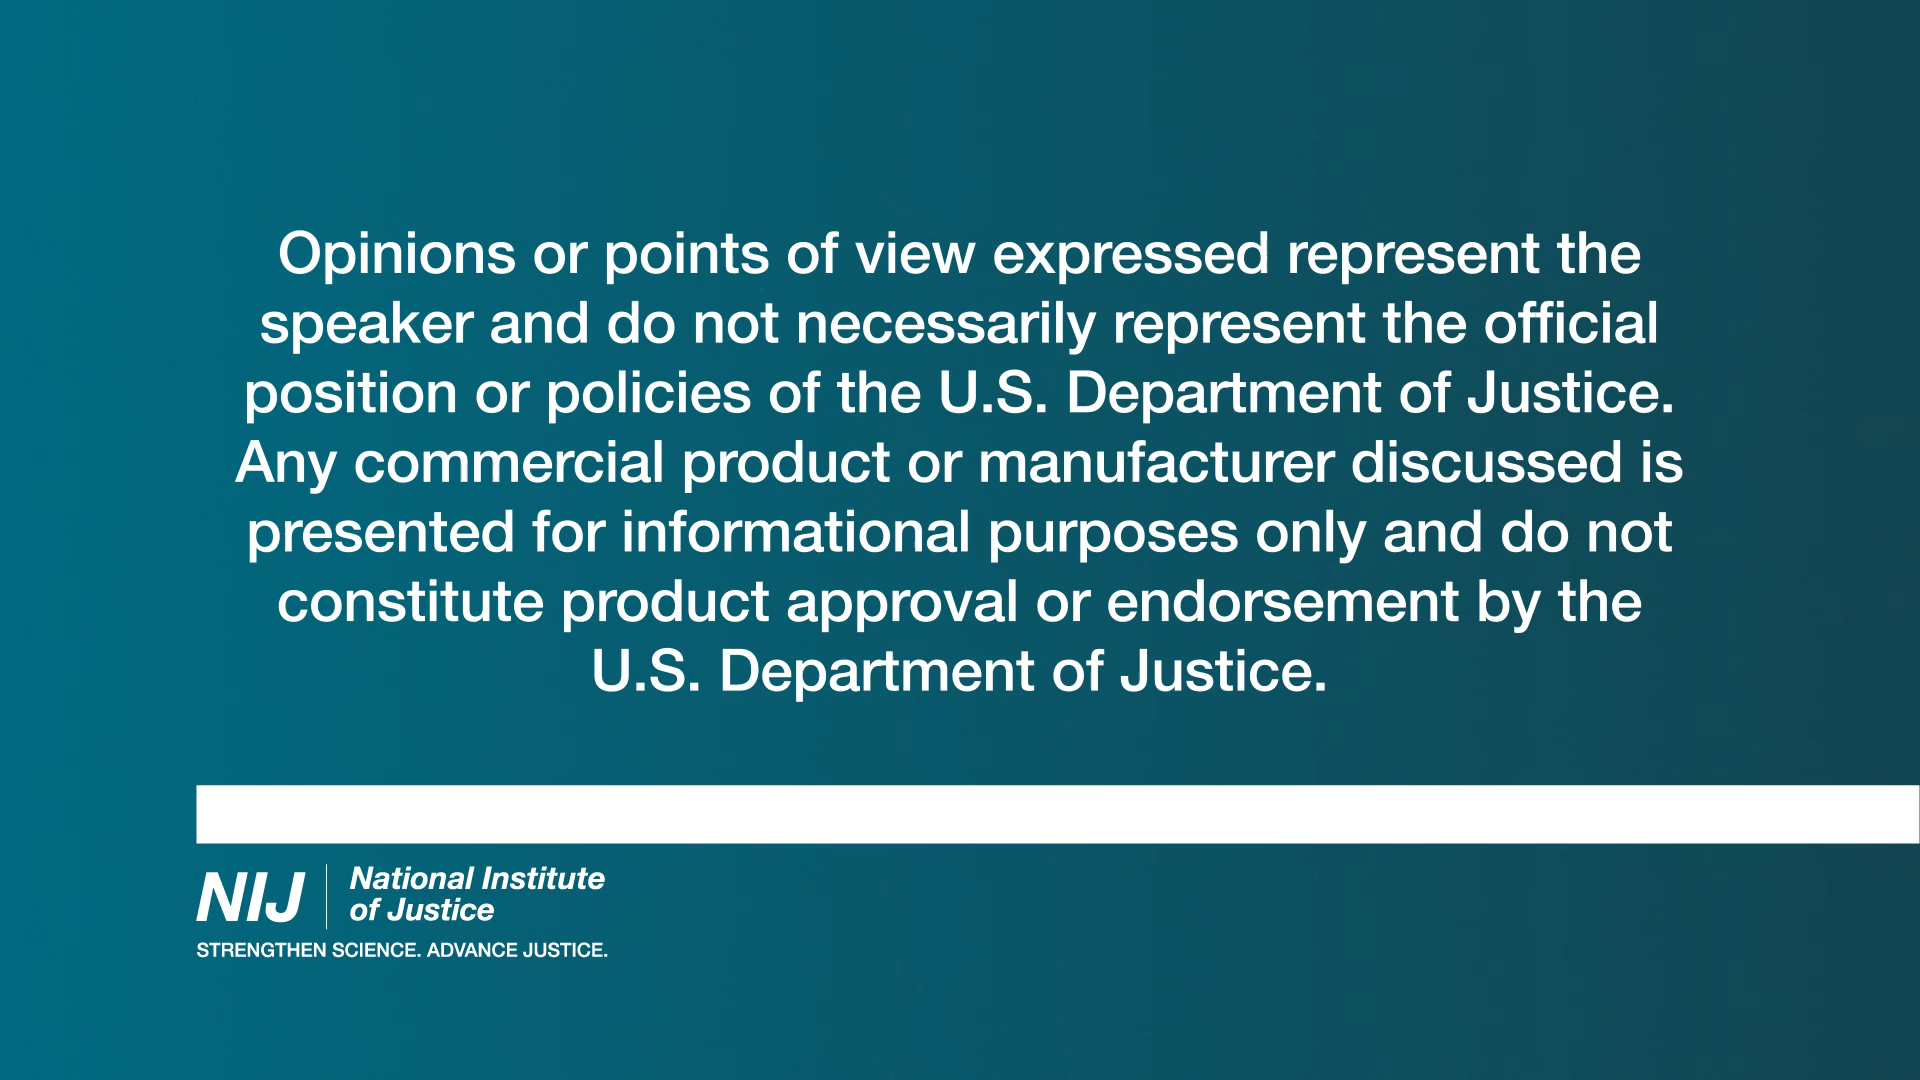 Opinions or points of view expressed represent the
speaker and do not necessarily represent the official
position or policies of the U.S. Department of Justice.
Any commercial product or manufacturer discussed is
presented for informational purposes only and do not
constitute product approval or endorsement by the
U.S. Department of Justice.
NIJ
National Institute
of Justice
STRENGTHEN SCIENCE. ADVANCE JUSTICE.